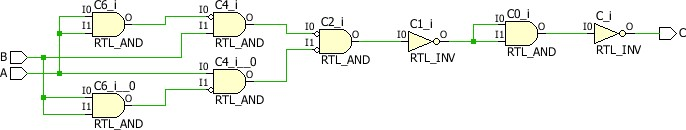 C6_i
I0
I1
O
RTL_AND
C4_i
I0
I1
O
RTL_AND
C2_i
I0
I1
O
RTL_AND
C1_i
I0
O
RTL_INV
C0_i
I0
I1
O
RTL_AND
C_i
I0
O
RTL_INV
C
B
A
C6_i__0
I0
I1
O
RTL_AND
C4_i__0
I0
I1
O
RTL_AND